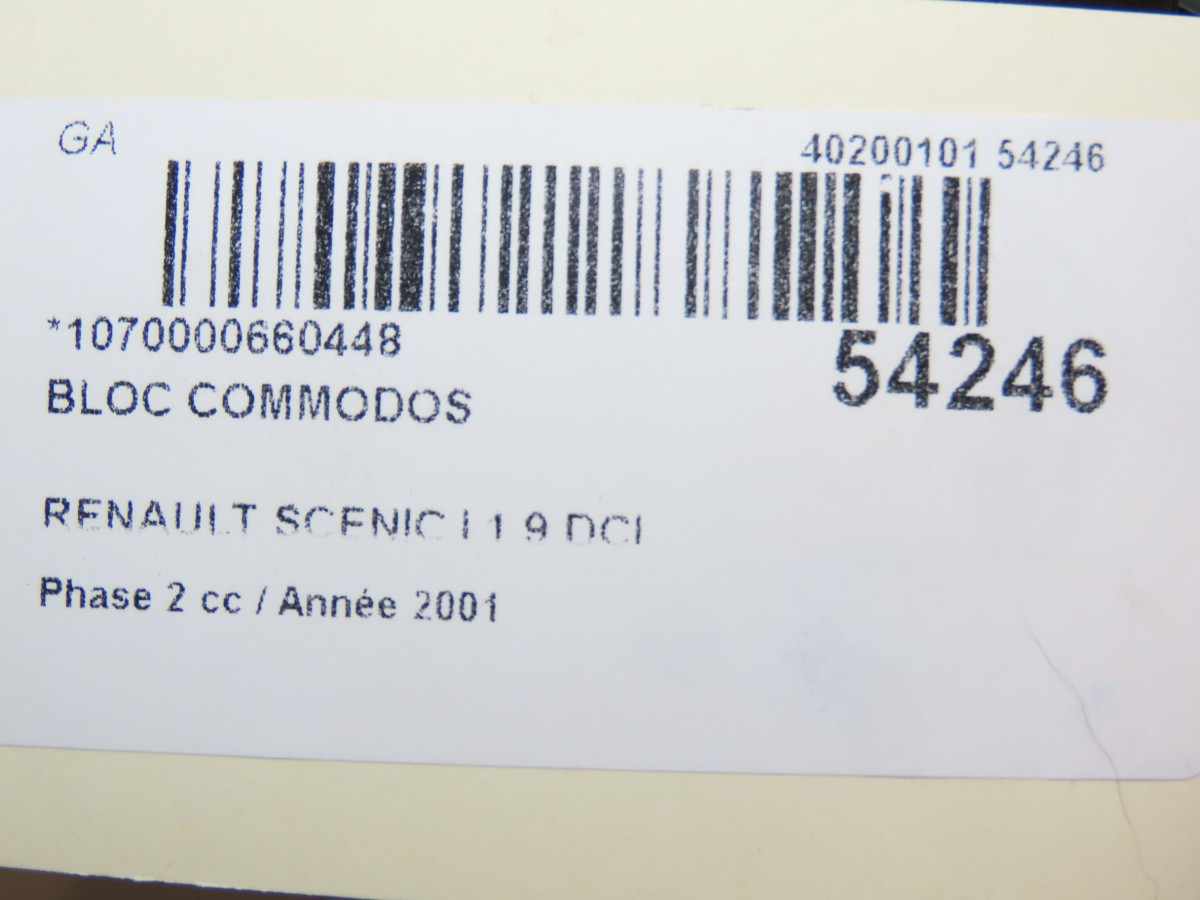 GA
40200101 54246
*1070000660448
54246
BLOC COMMODOS
RENAULT SCENIC I 1 9 DCI
Phase 2 cc / Année 2001